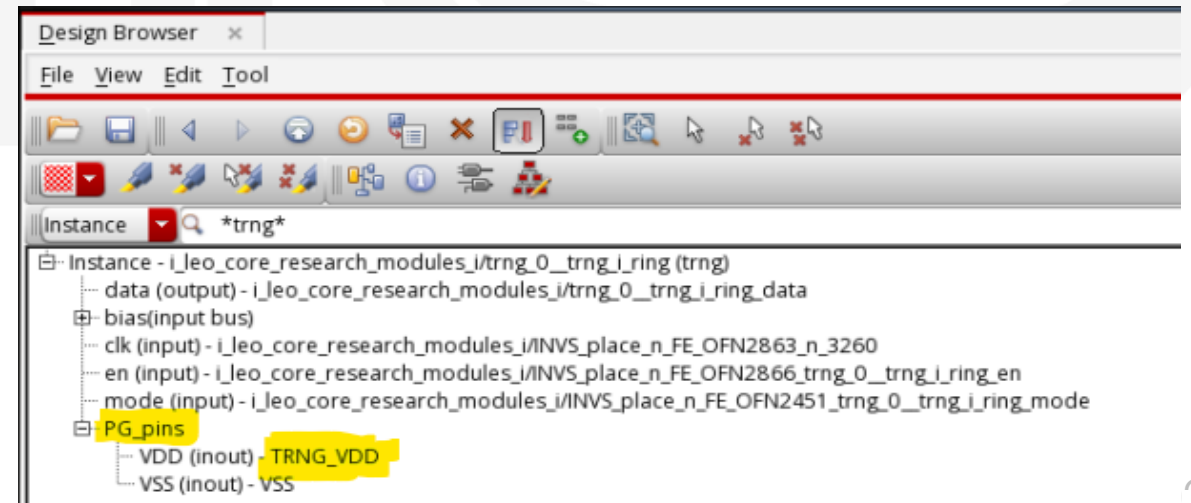 Design Browser ×
File View Edit Tool
Instance *trng*
Instance - i_leo_core_research_modules_i/trng_0__trng_i_ring (trng)
data (output) - i_leo_core_research_modules_i/trng_0__trng_i_ring_data
bias(input bus)
clk (input) - i_leo_core_research_modules_i/INVS_place_n_FE_OFN2863_n_3260
en (input) - i_leo_core_research_modules_i/INVS_place_n_FE_OFN2866_trng_0__trng_i_ring_en
mode (input) - i_leo_core_research_modules_i/INVS_place_n_FE_OFN2451_trng_0__trng_i_ring_mode
PG_pins
VDD (inout) - TRNG_VDD
VSS (inout) - VSS